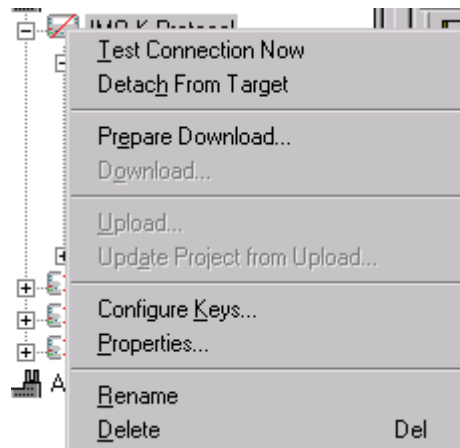 Test Connection Now
Detach From Target
Prepare Download...
Download...
Upload...
Update Project from Upload...
Configure Keys...
Properties...
Rename
Delete Del